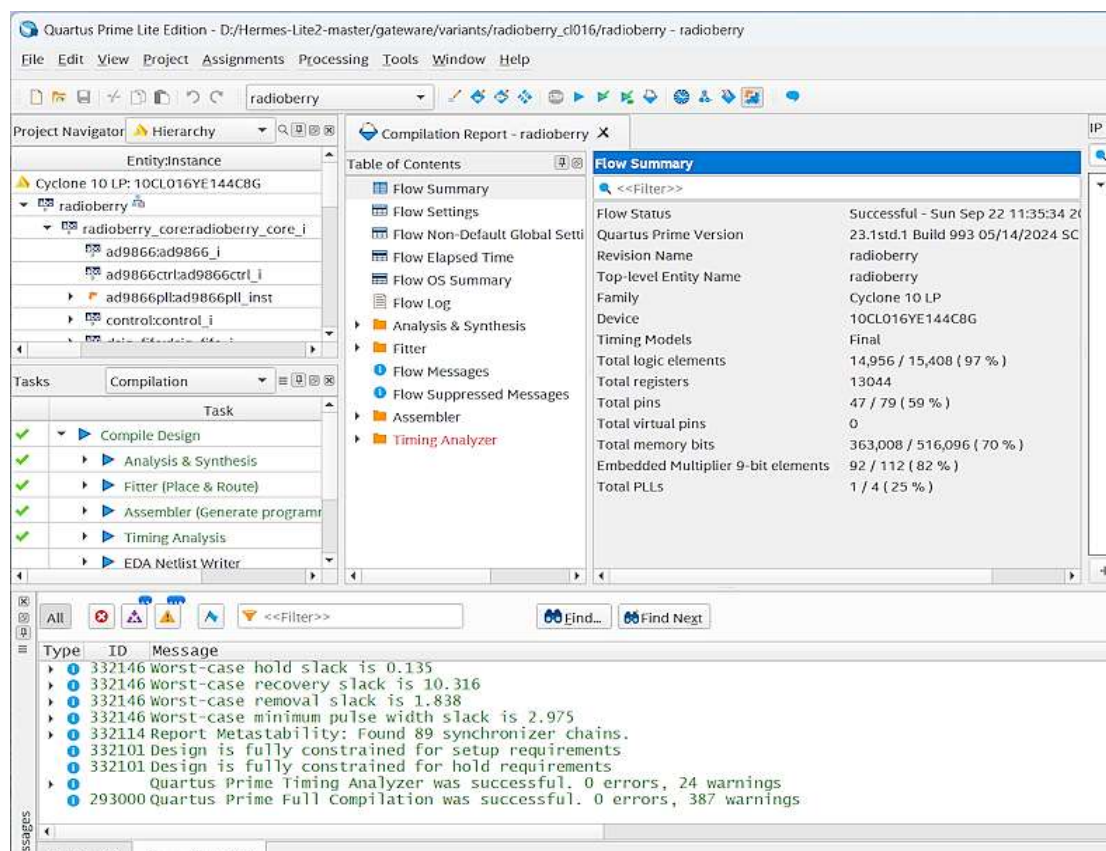 Quartus Prime Lite Edition - D:/Hermes-Lite2-master/gateware/variants/radioberry_cl016/radioberry - radioberry
File Edit View Project Assignments Processing Tools Window Help
radioberry
Project Navigator Hierarchy
Compilation Report - radioberry
IP
Entity:Instance
Cyclone 10 LP: 10CL016YE144C8G
radioberry
radioberry_core:radioberry_core_i
ad9866:ad9866_i
ad9866ctrl:ad9866ctrl_i
ad9866pll:ad9866pll_inst
control:control_i
Tasks Compilation
Task
Compile Design
Analysis & Synthesis
Fitter (Place & Route)
Assembler (Generate programm
Timing Analysis
EDA Netlist Writer
Table of Contents
Flow Summary
Flow Settings
Flow Non-Default Global Setti
Flow Elapsed Time
Flow OS Summary
Flow Log
Analysis & Synthesis
Fitter
Flow Messages
Flow Suppressed Messages
Assembler
Timing Analyzer
Flow Summary
<<Filter>>
Flow Status Successful - Sun Sep 22 11:35:34 20
Quartus Prime Version 23.1std.1 Build 993 05/14/2024 SC
Revision Name radioberry
Top-level Entity Name radioberry
Family Cyclone 10 LP
Device 10CL016YE144C8G
Timing Models Final
Total logic elements 14,956 / 15,408 ( 97 % )
Total registers 13044
Total pins 47 / 79 ( 59 % )
Total virtual pins 0
Total memory bits 363,008 / 516,096 ( 70 % )
Embedded Multiplier 9-bit elements 92 / 112 ( 82 % )
Total PLLs 1 / 4 ( 25 % )
All <<Filter>> Find... Find Next
Type ID Message
332146 Worst-case hold slack is 0.135
332146 Worst-case recovery slack is 10.316
332146 Worst-case removal slack is 1.838
332146 Worst-case minimum pulse width slack is 2.975
332114 Report Metastability: Found 89 synchronizer chains.
332101 Design is fully constrained for setup requirements
332101 Design is fully constrained for hold requirements
Quartus Prime Timing Analyzer was successful. 0 errors, 24 warnings
293000 Quartus Prime Full Compilation was successful. 0 errors, 387 warnings